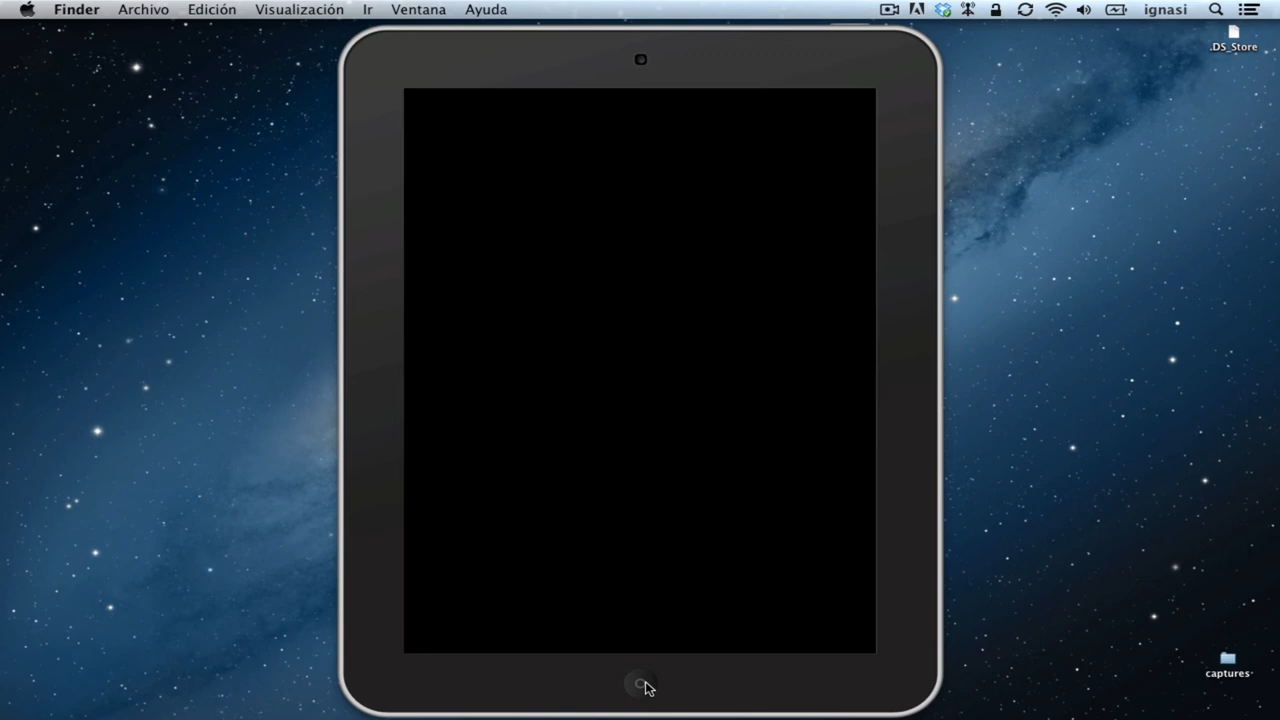 Finder Archivo Edición Visualización Ir Ventana Ayuda ignasi
.DS_Store
captures